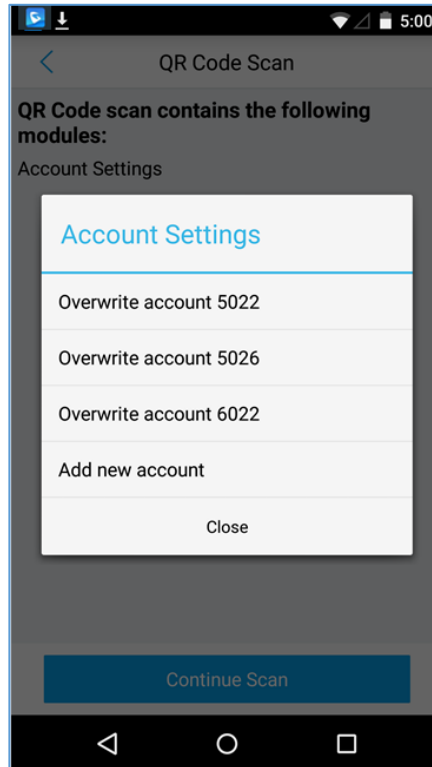 5:00
QR Code Scan
QR Code scan contains the following
modules:
Account Settings
Account Settings
Overwrite account 5022
Overwrite account 5026
Overwrite account 6022
Add new account
Close
Continue Scan